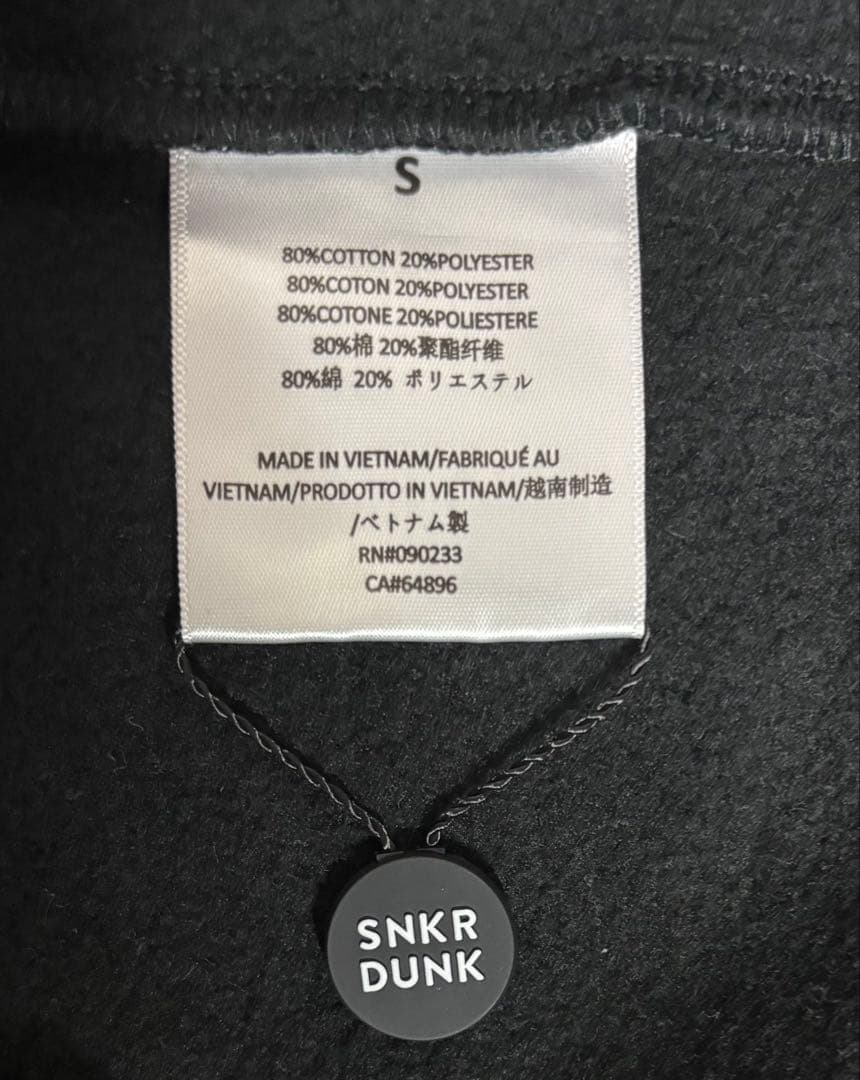 S
80%COTTON 20%POLYESTER
80%COTON 20%POLYESTER
80%COTONE 20%POLIESTERE
80%棉 20%聚酯纤维
80%綿 20% ポリエステル
MADE IN VIETNAM/FABRIQUÉ AU
VIETNAM/PRODOTTO IN VIETNAM/越南制造
/ベトナム製
RN#090233
CA#64896
SNKR
DUNK